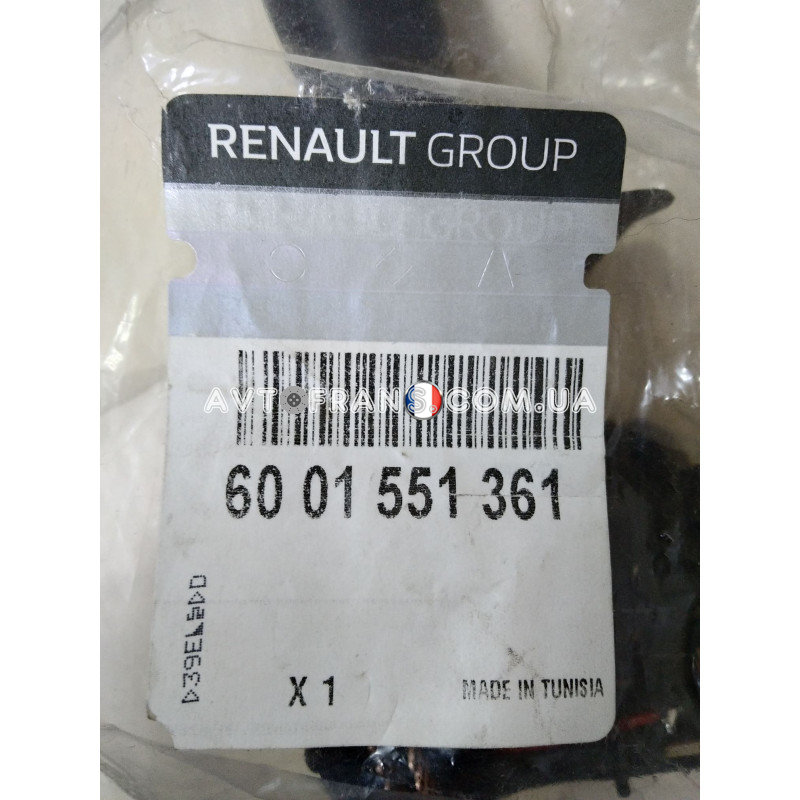 RENAULT GROUP
AVTOFRANS.COM.UA
60 01 551 361
X 1
MADE IN TUNISIA